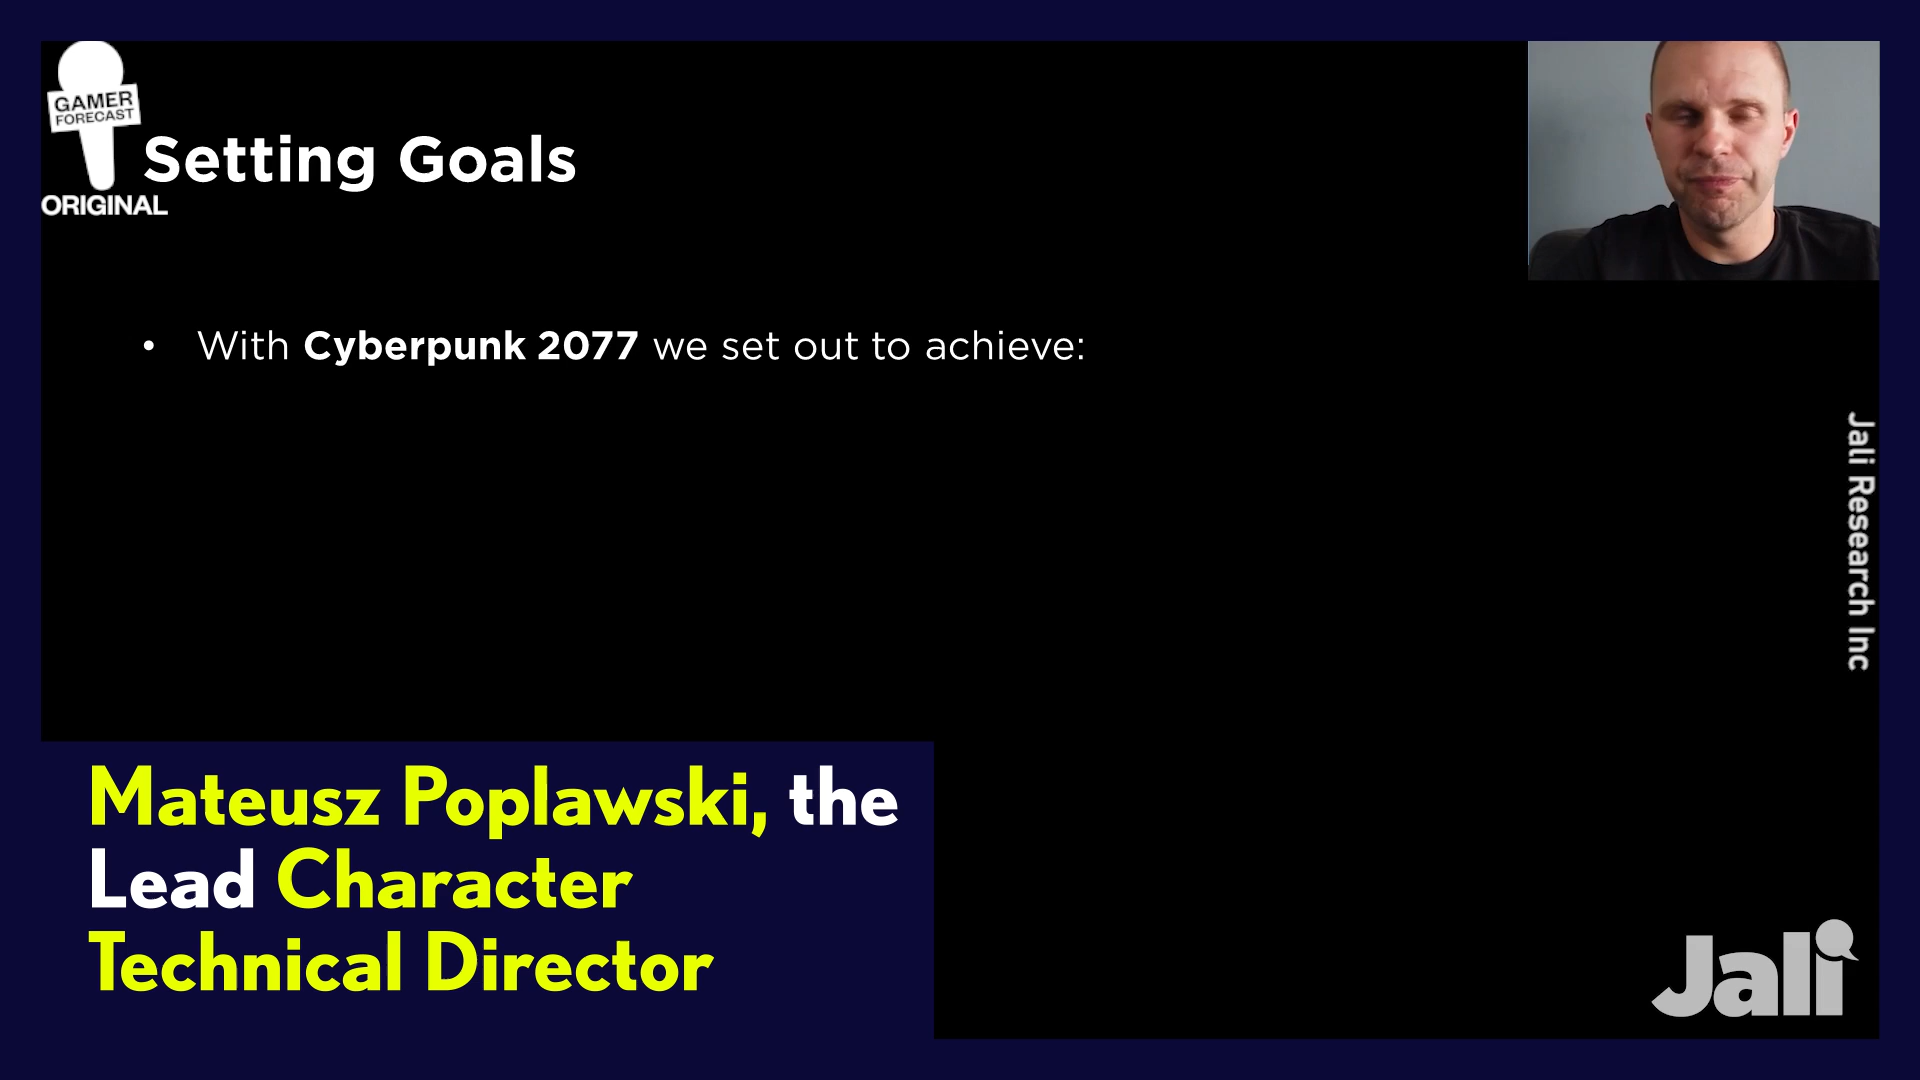 GAMER
FORECAST
ORIGINAL
Setting Goals
• With Cyberpunk 2077 we set out to achieve:
Jali Research Inc
Mateusz Poplawski, the
Lead Character
Technical Director
Jali